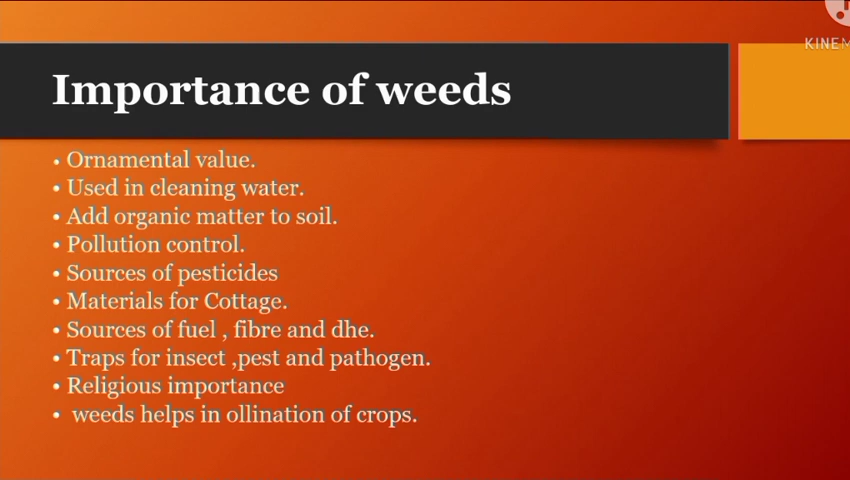 KINEM
Importance of weeds
• Ornamental value.
• Used in cleaning water.
• Add organic matter to soil.
• Pollution control.
• Sources of pesticides
• Materials for Cottage.
• Sources of fuel , fibre and dhe.
• Traps for insect ,pest and pathogen.
• Religious importance
• weeds helps in ollination of crops.